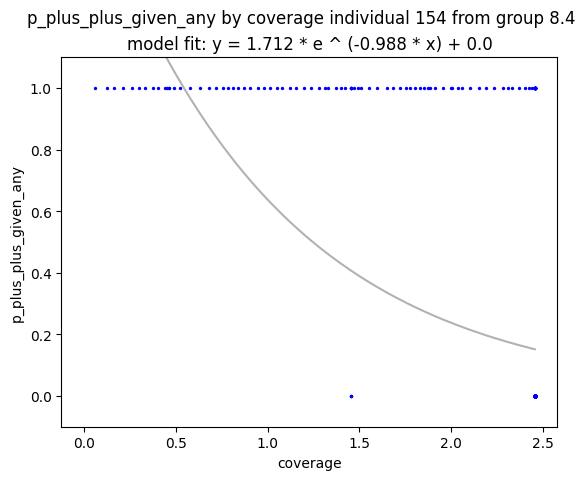 p_plus_plus_given_any by coverage individual 154 from group 8.4
model fit: y = 1.712 * e ^ (-0.988 * x) + 0.0
p_plus_plus_given_any
1.0
0.8
0.6
0.4
0.2
0.0
0.0 0.5 1.0 1.5 2.0 2.5
coverage